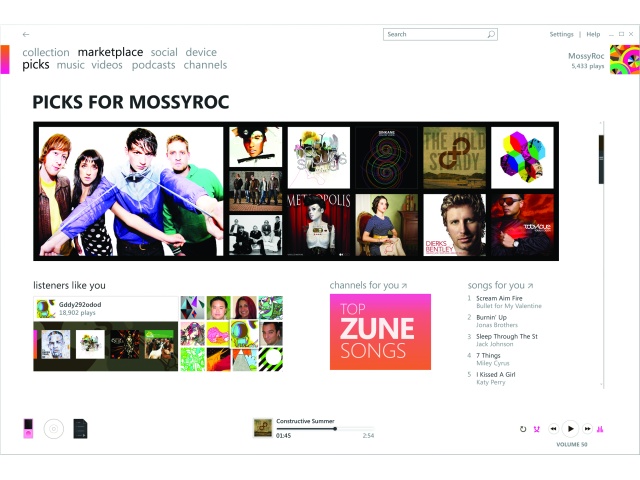 Search
Settings | Help
collection marketplace social device
picks music videos podcasts channels
MossyRoc
5,433 plays
PICKS FOR MOSSYROC
SINKANE
THE HOLD
STEADY
METROPOLIS
DIERKS
BENTLEY
listeners like you
channels for you
songs for you
Gddy292odod
18,902 plays
TOP
ZUNE
SONGS
1 Scream Aim Fire
Bullet for My Valentine
2 Burnin' Up
Jonas Brothers
3 Sleep Through The St
Jack Johnson
4 7 Things
Miley Cyrus
5 I Kissed A Girl
Katy Perry
Constructive Summer
01:45
2:54
VOLUME 50